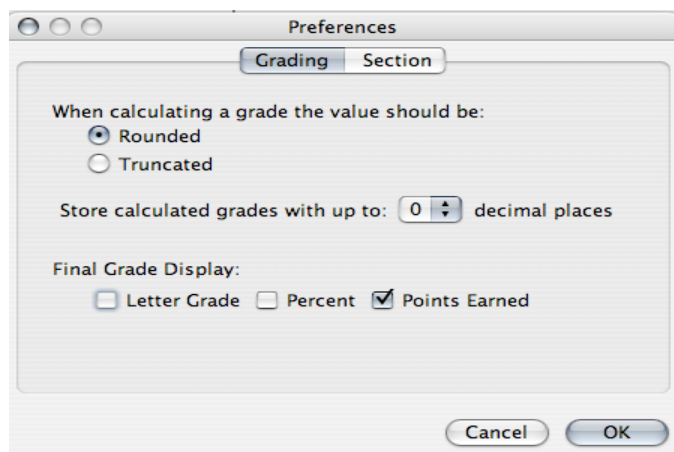 Preferences
Grading Section
When calculating a grade the value should be:
Rounded
Truncated
Store calculated grades with up to: 0 decimal places
Final Grade Display:
Letter Grade Percent Points Earned
Cancel OK